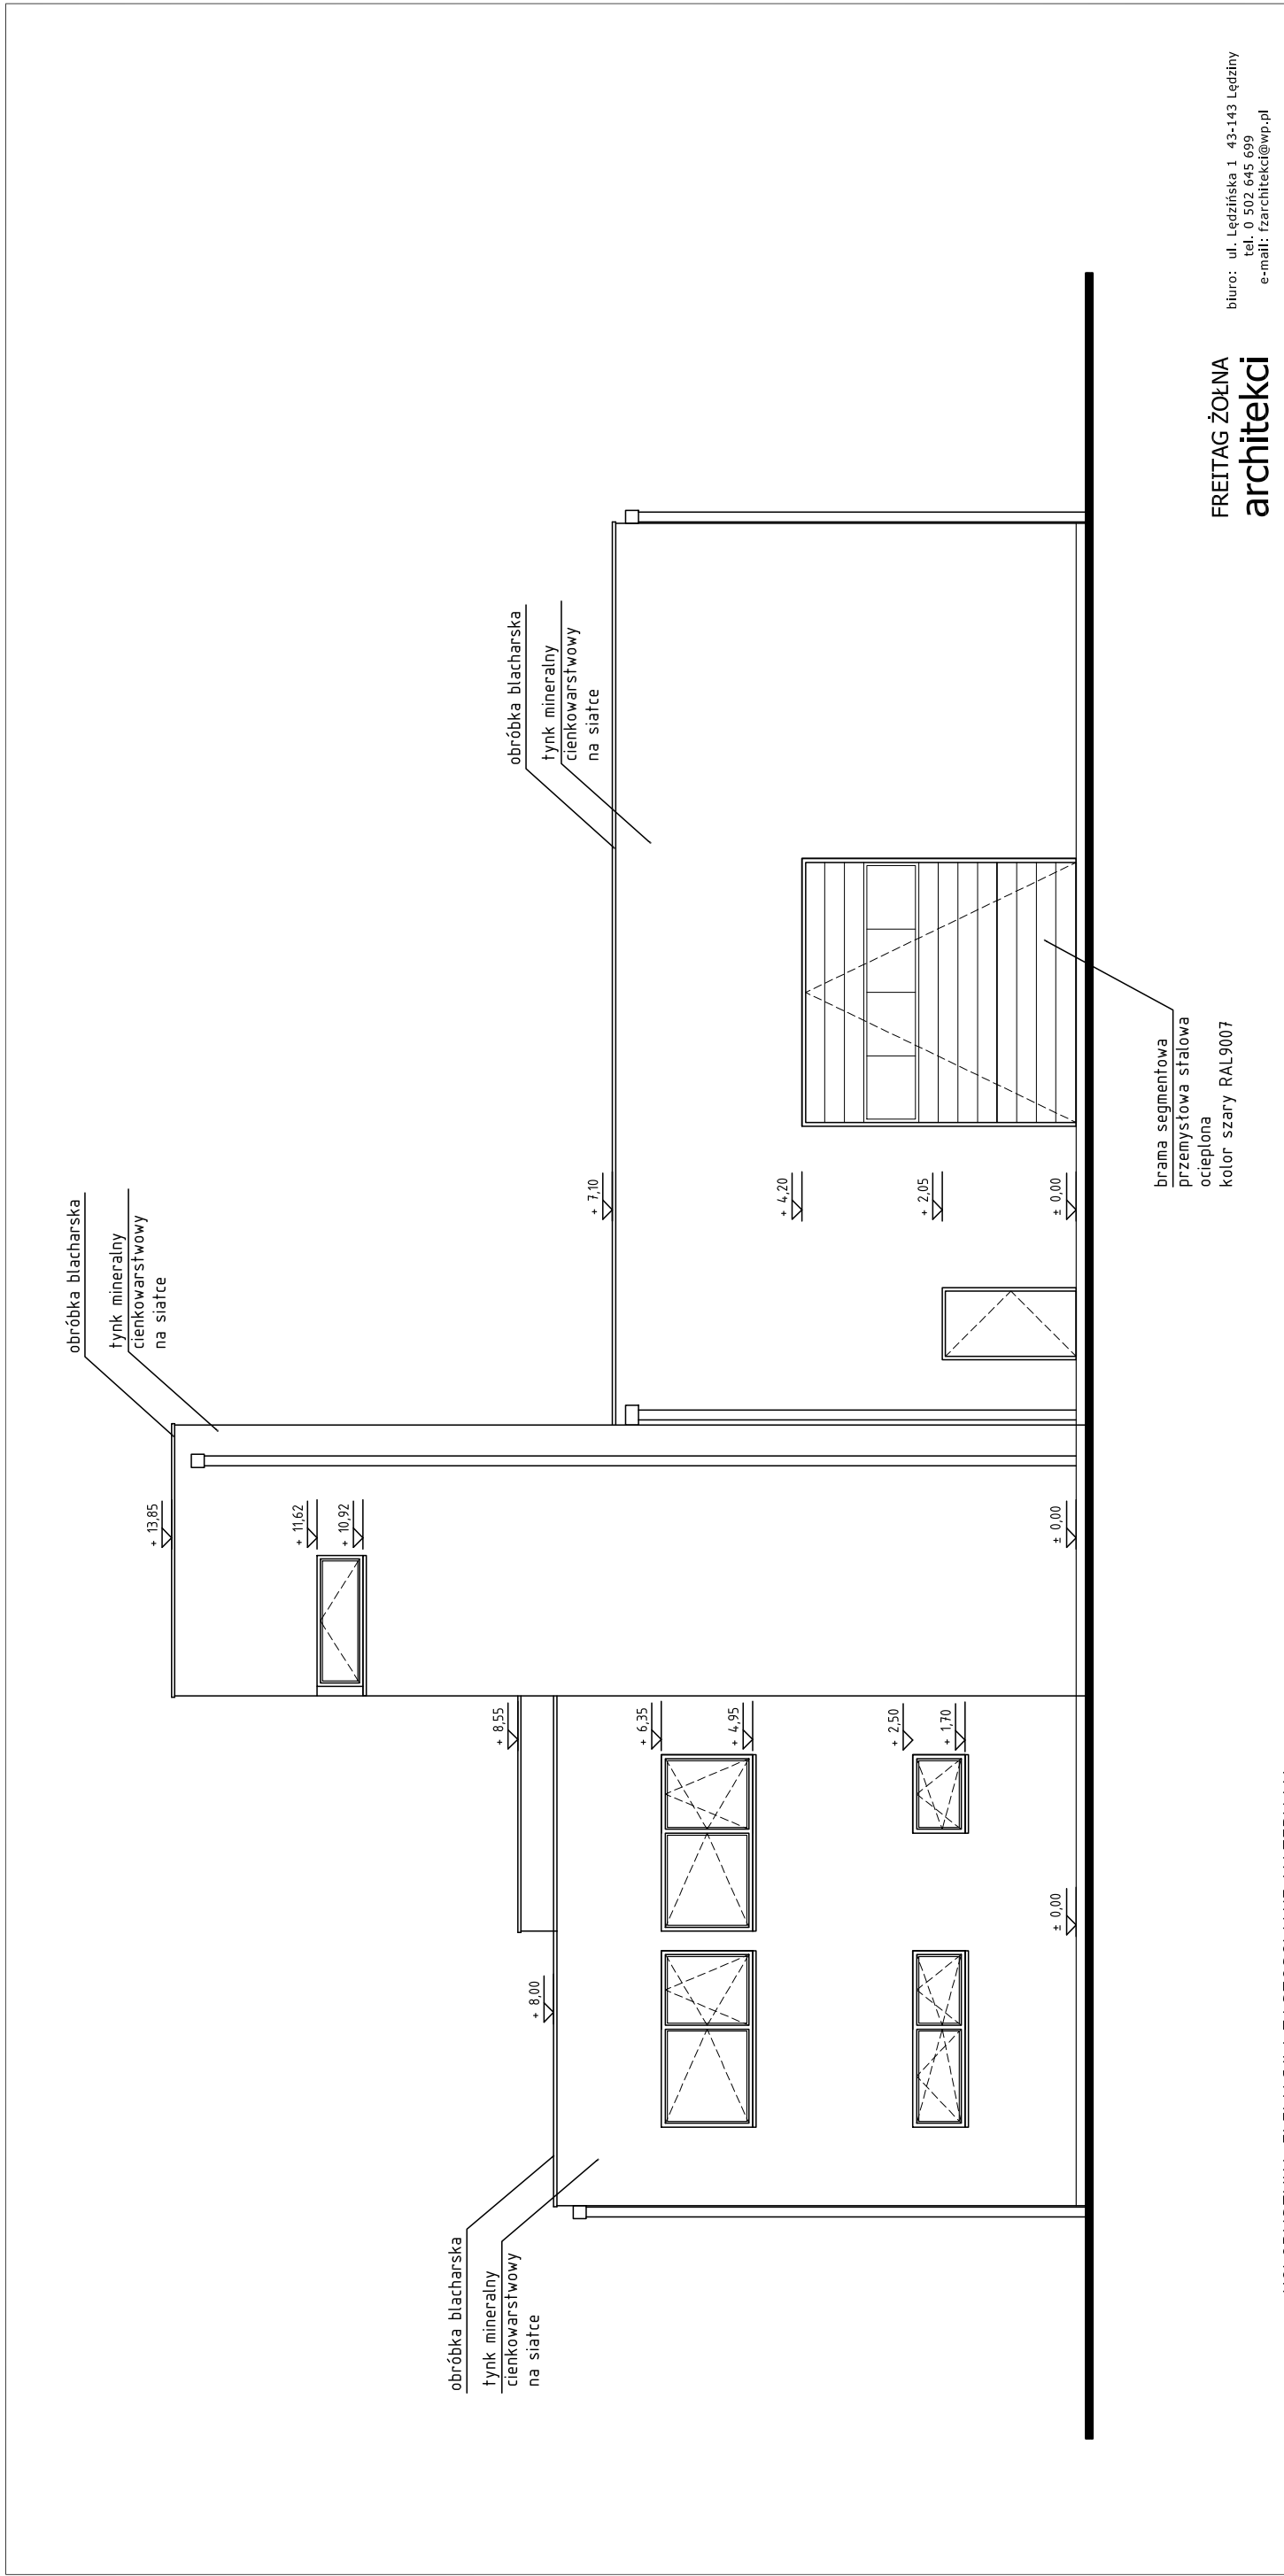 obróbka blacharska
tynk mineralny
cienkowarstwowy
na siatce
+ 13,85
+ 11,62
+ 10,92
± 0,00
obróbka blacharska
tynk mineralny
cienkowarstwowy
na siatce
+ 8,00
+ 8,55
+ 6,35
+ 4,95
+ 2,50
+ 1,70
± 0,00
obróbka blacharska
tynk mineralny
cienkowarstwowy
na siatce
+ 7,10
+ 4,20
+ 2,05
± 0,00
brama segmentowa
przemysłowa stalowa
ocieplona
kolor szary RAL9007
FREITAG ŻOŁNA
architekci
biuro: ul. Lędzińska 1 43-143 Lędziny
tel. 0 502 645 699
e-mail: fzarchitekci@wp.pl